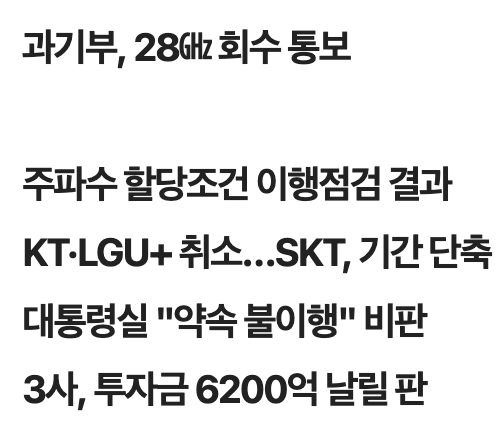 과기부, 28㎓ 회수 통보
주파수 할당조건 이행점검 결과
KT·LGU+ 취소…SKT, 기간 단축
대통령실 "약속 불이행" 비판
3사, 투자금 6200억 날릴 판